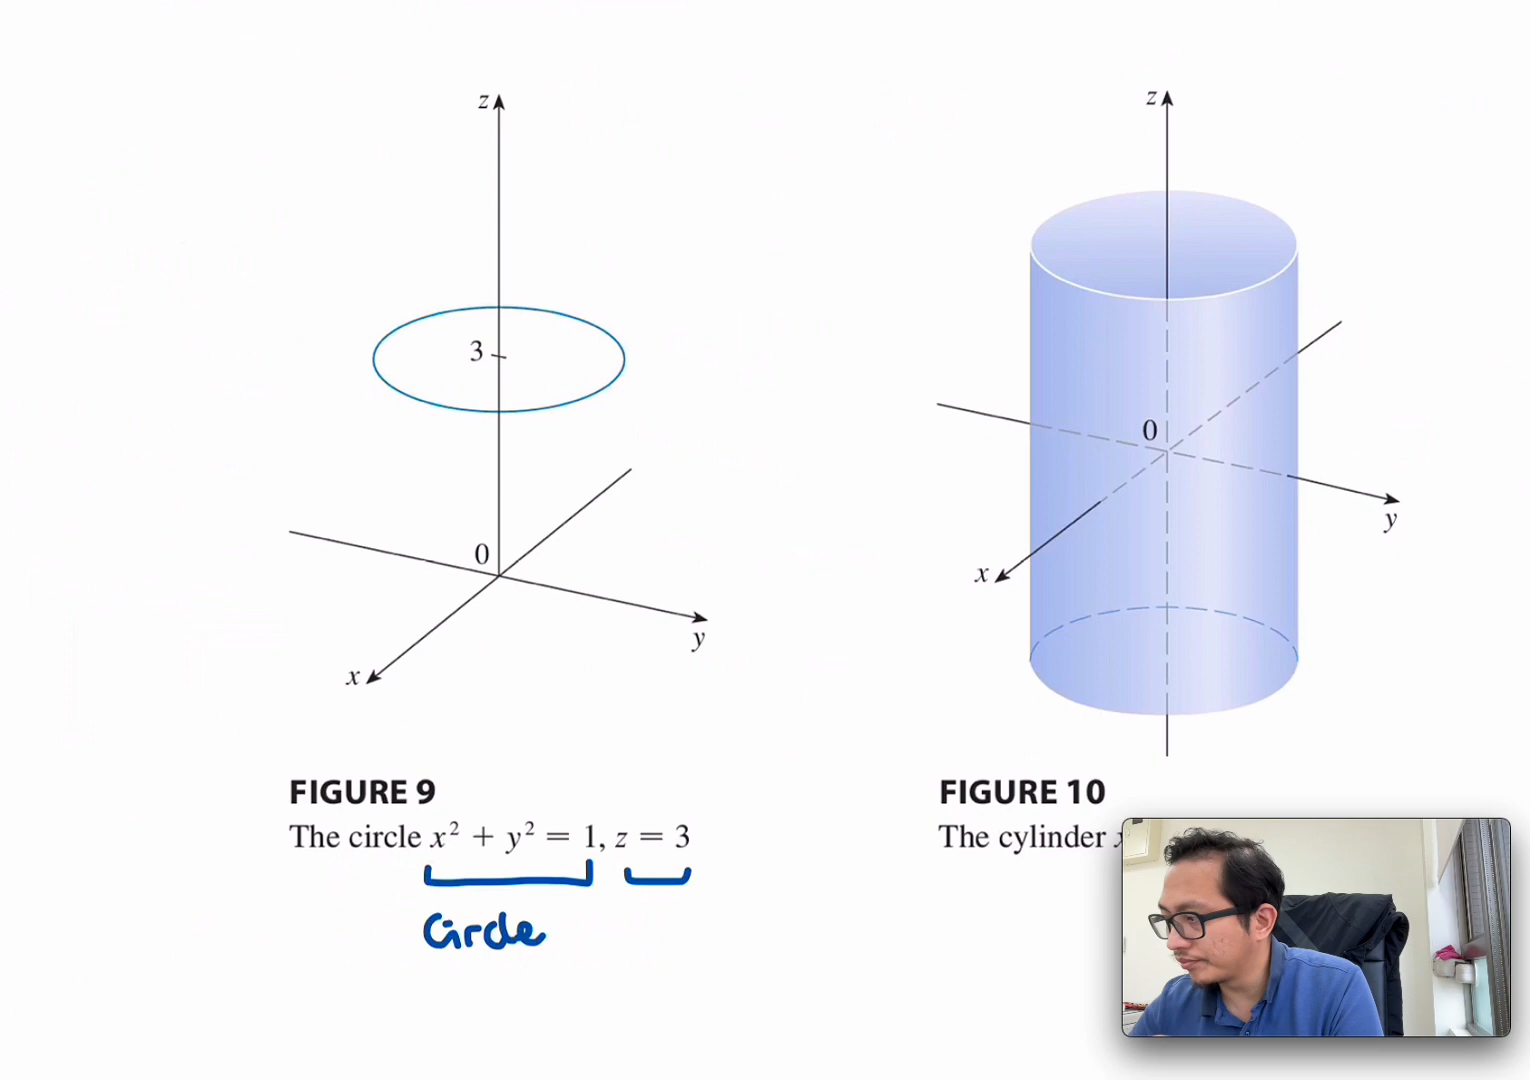 z
3
0
y
x
FIGURE 9
The circle x² + y² = 1, z = 3
Circle
z
0
y
x
FIGURE 10
The cylinder